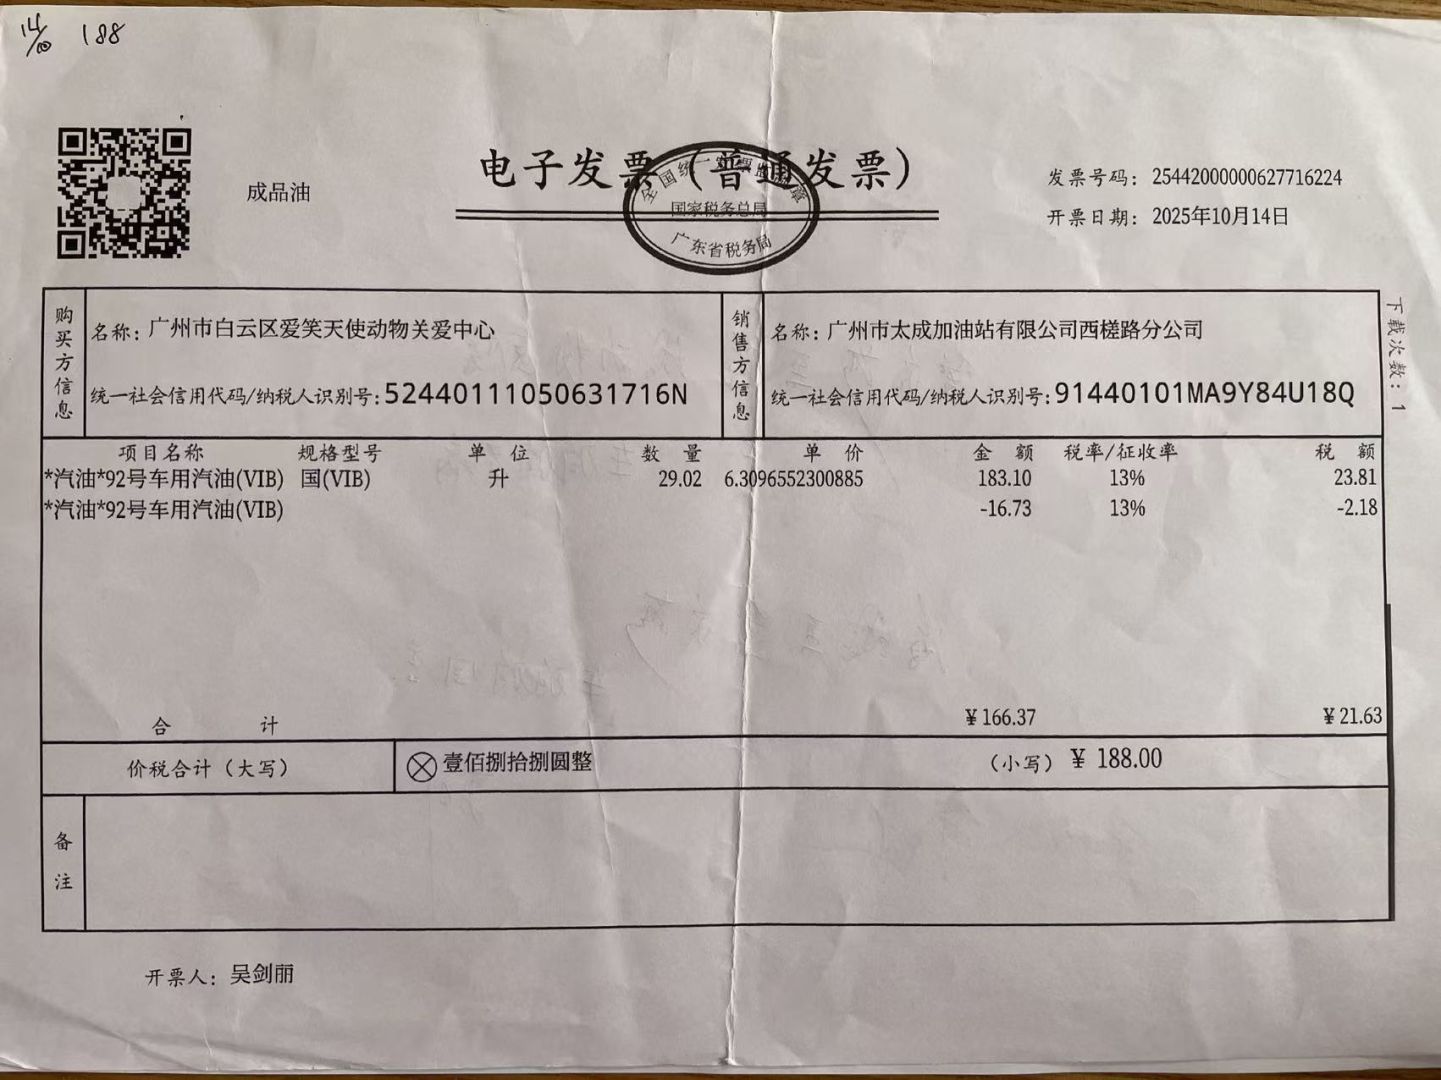 14/10 188
成品油
电子发票（普通发票）
全国统一发票监制章
国家税务总局
广东省税务局
发票号码：25442000000627716224
开票日期：2025年10月14日
购买方信息
名称：广州市白云区爱笑天使动物关爱中心
统一社会信用代码/纳税人识别号：52440111050631716N
销售方信息
名称：广州市太成加油站有限公司西槎路分公司
统一社会信用代码/纳税人识别号：91440101MA9Y84U18Q
下载次数：1
项目名称 规格型号 单位 数量 单价 金额 税率/征收率 税额
*汽油*92号车用汽油(VIB) 国(VIB) 升 29.02 6.3096552300885 183.10 13% 23.81
*汽油*92号车用汽油(VIB) -16.73 13% -2.18
合计 ¥166.37 ¥21.63
价税合计（大写） 壹佰捌拾捌圆整 （小写）¥ 188.00
备注
开票人：吴剑丽